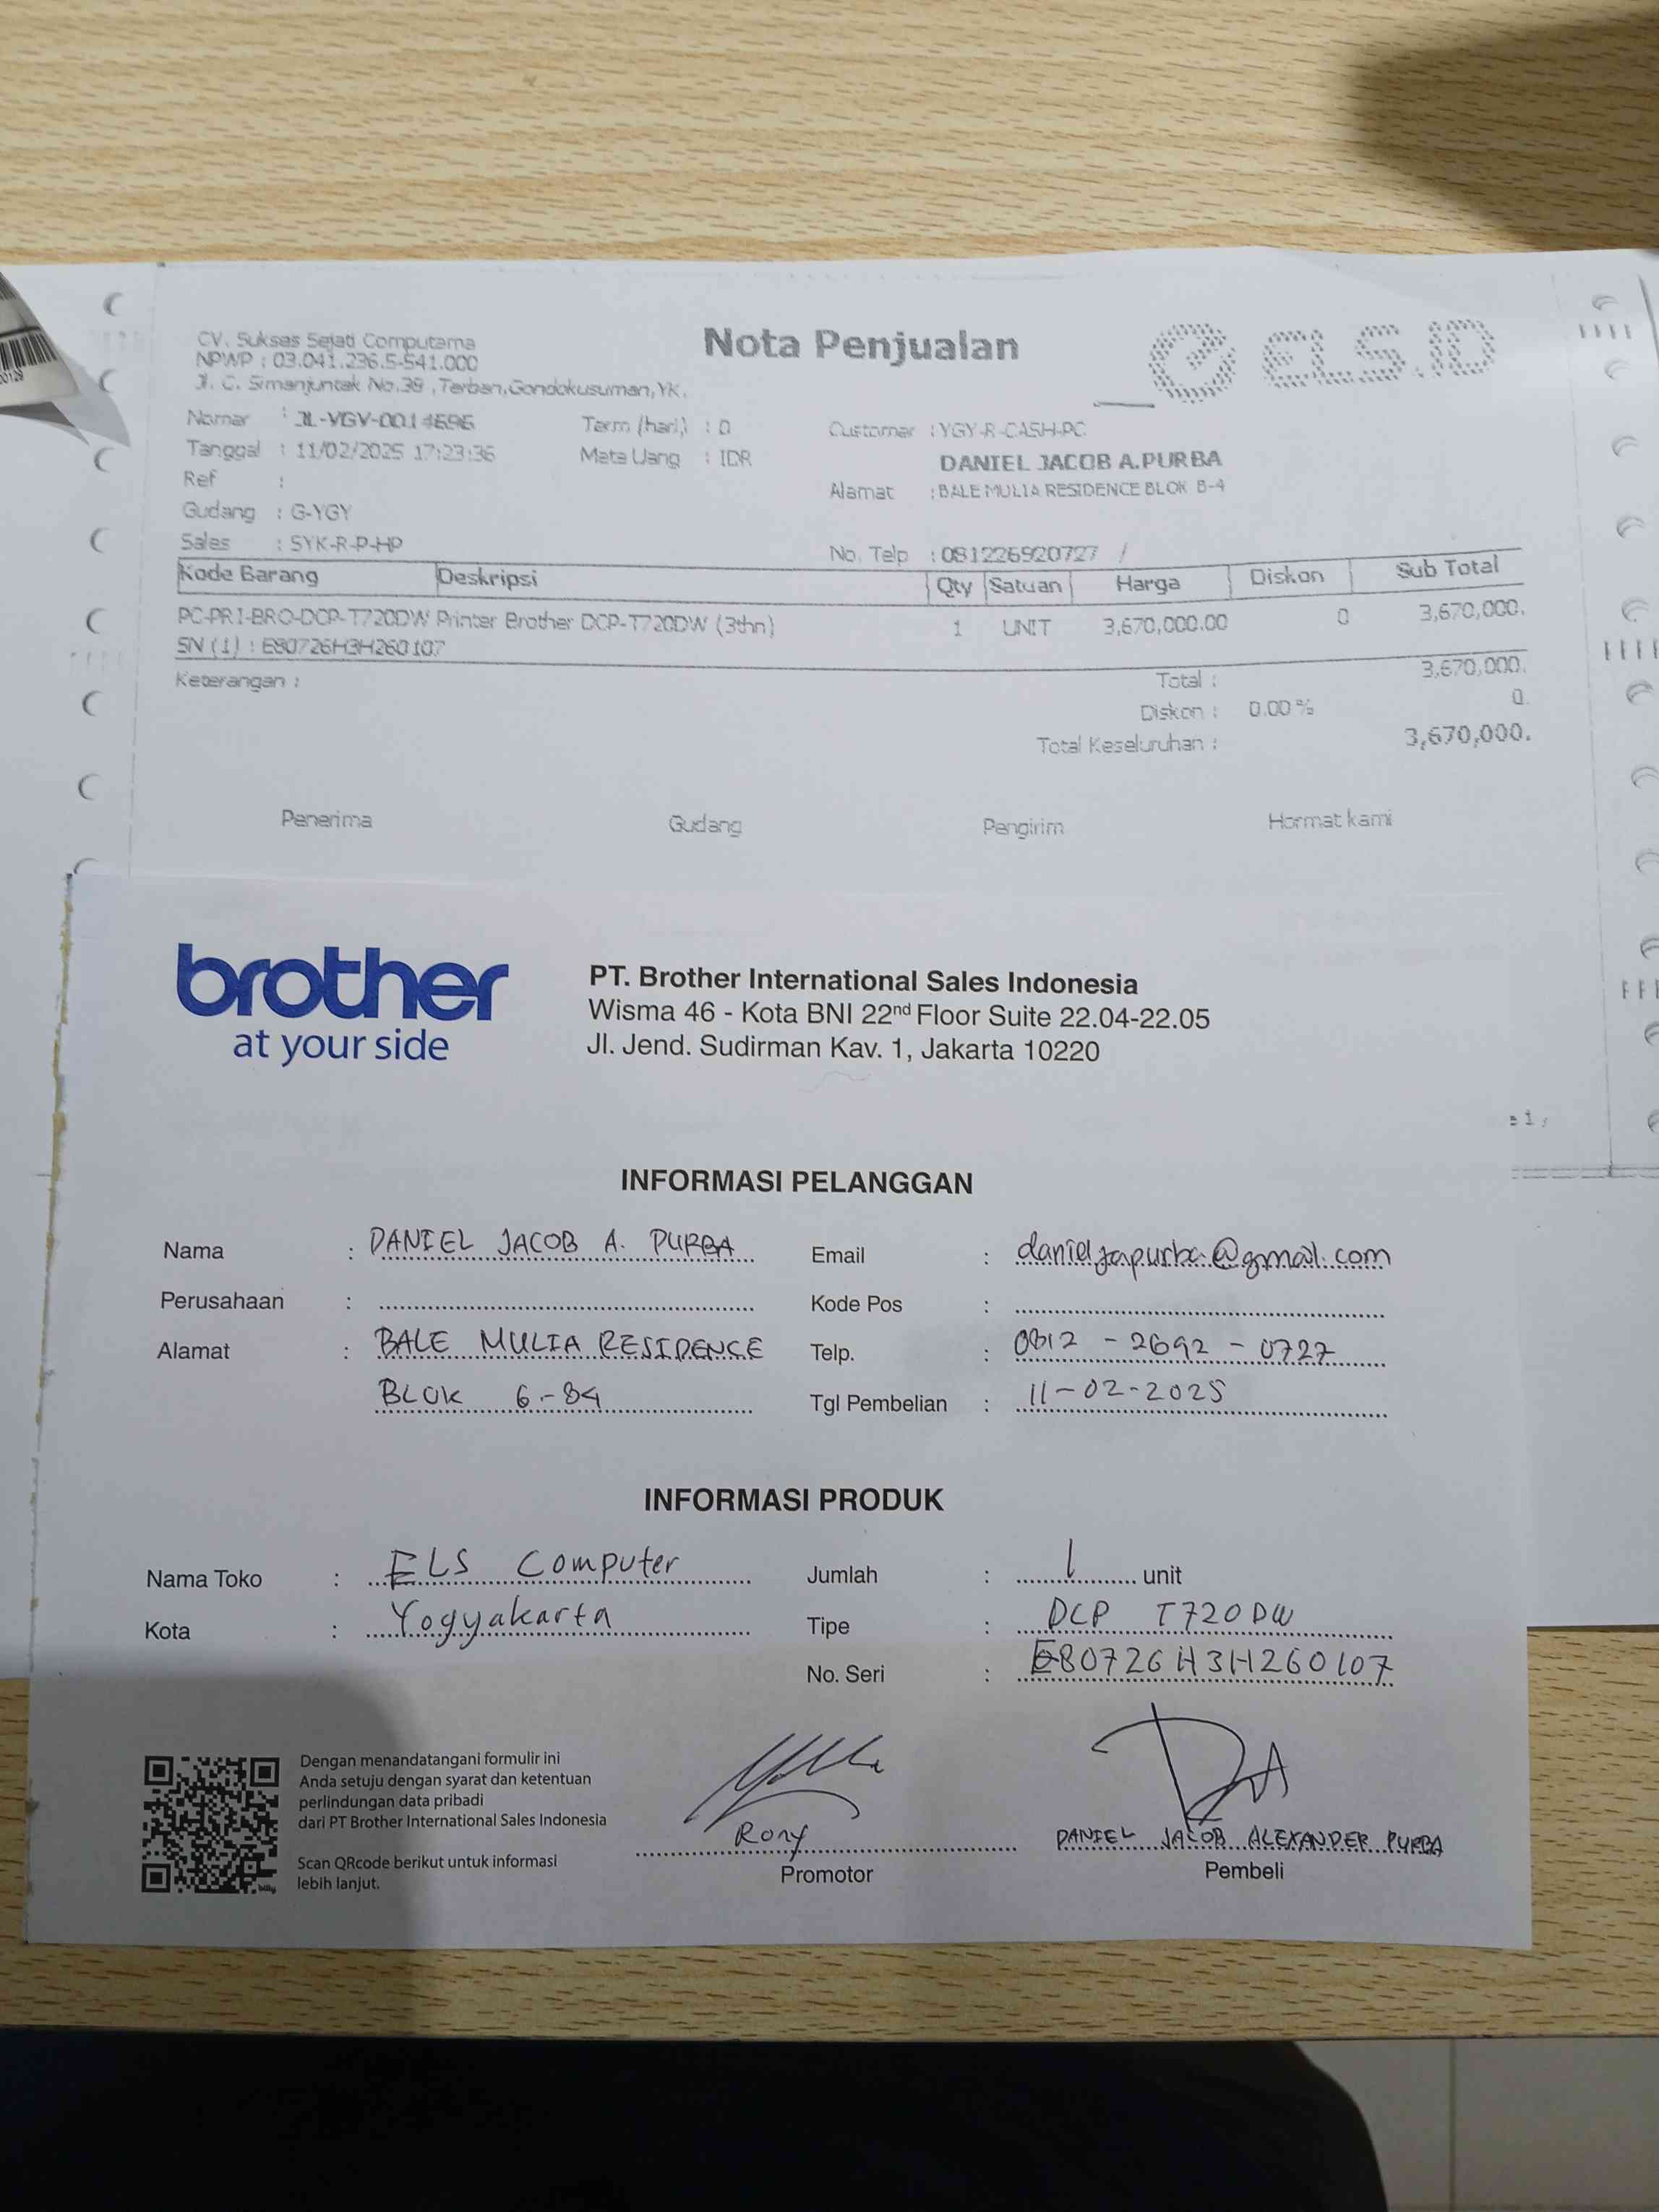 CV. Sukses Sejati Computama
NPWP : 03.041.236.5-541.000
Jl. C. Simanjuntak No.38 ,Terban,Gondokusuman,YK.
Nota Penjualan
ELS.ID
Nomor : JL-YGY-0014696
Tanggal : 11/02/2025 17:23:36
Ref :
Gudang : G-YGY
Sales : SYK-R-P-HP
Term (hari) : 0
Mata Uang : IDR
Customer : YGY-R-CASH-PC
DANIEL JACOB A.PURBA
Alamat : BALE MULIA RESIDENCE BLOK B-4
No. Telp : 081226920727 /
Kode Barang Deskripsi Qty Satuan Harga Diskon Sub Total
PC-PRI-BRO-DCP-T720DW Printer Brother DCP-T720DW (3thn) 1 UNIT 3,670,000.00 0 3,670,000.
SN (1) : E80726H3H260107
Keterangan :
Total : 3,670,000.
Diskon : 0.00 % 0.
Total Keseluruhan : 3,670,000.
Penerima Gudang Pengirim Hormat kami
brother
at your side
PT. Brother International Sales Indonesia
Wisma 46 - Kota BNI 22nd Floor Suite 22.04-22.05
Jl. Jend. Sudirman Kav. 1, Jakarta 10220
INFORMASI PELANGGAN
Nama : DANIEL JACOB A. PURBA
Perusahaan :
Alamat : BALE MULIA RESIDENCE
BLOK 6-84
Email : danieljapurba@gmail.com
Kode Pos :
Telp. : 0812 - 2692 - 0727
Tgl Pembelian : 11-02-2025
INFORMASI PRODUK
Nama Toko : ELS Computer
Kota : Yogyakarta
Jumlah : 1 unit
Tipe : DCP T720DW
No. Seri : E80726H3H260107
Dengan menandatangani formulir ini
Anda setuju dengan syarat dan ketentuan
perlindungan data pribadi
dari PT Brother International Sales Indonesia
Scan QRcode berikut untuk informasi
lebih lanjut.
Rony
Promotor
DANIEL JACOB ALEXANDER PURBA
Pembeli